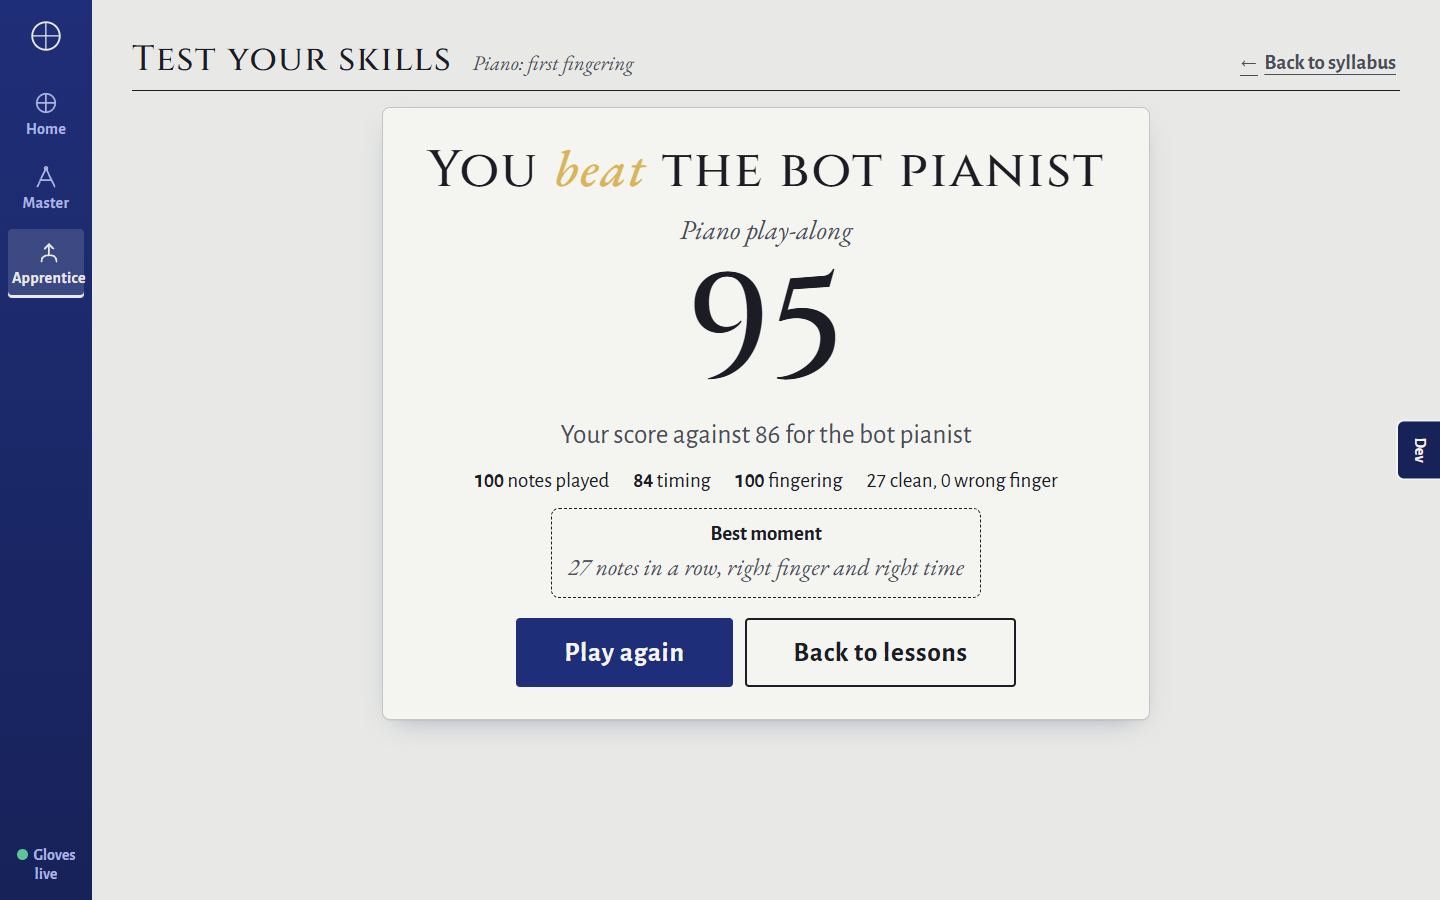 Home
Master
Apprentice
Gloves
live
Test your skills
Piano: first fingering
← Back to syllabus
You beat the bot pianist
Piano play-along
95
Your score against 86 for the bot pianist
100 notes played 84 timing 100 fingering 27 clean, 0 wrong finger
Best moment
27 notes in a row, right finger and right time
Play again
Back to lessons
Dev